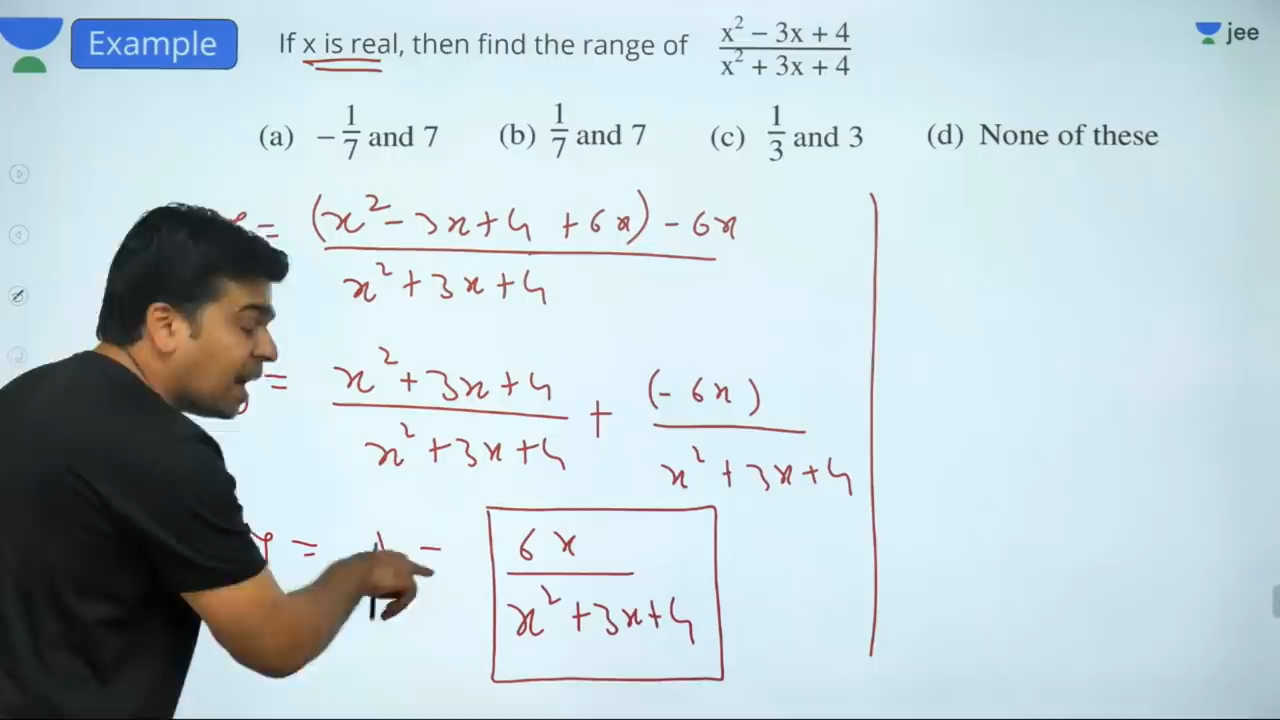 Example If x is real, then find the range of x² − 3x + 4 / x² + 3x + 4
jee
(a) − 1/7 and 7 (b) 1/7 and 7 (c) 1/3 and 3 (d) None of these
= (x² − 3x + 4 + 6x) − 6x / x² + 3x + 4
= x² + 3x + 4 / x² + 3x + 4 + (− 6x) / x² + 3x + 4
y = 1 − 6x / x² + 3x + 4